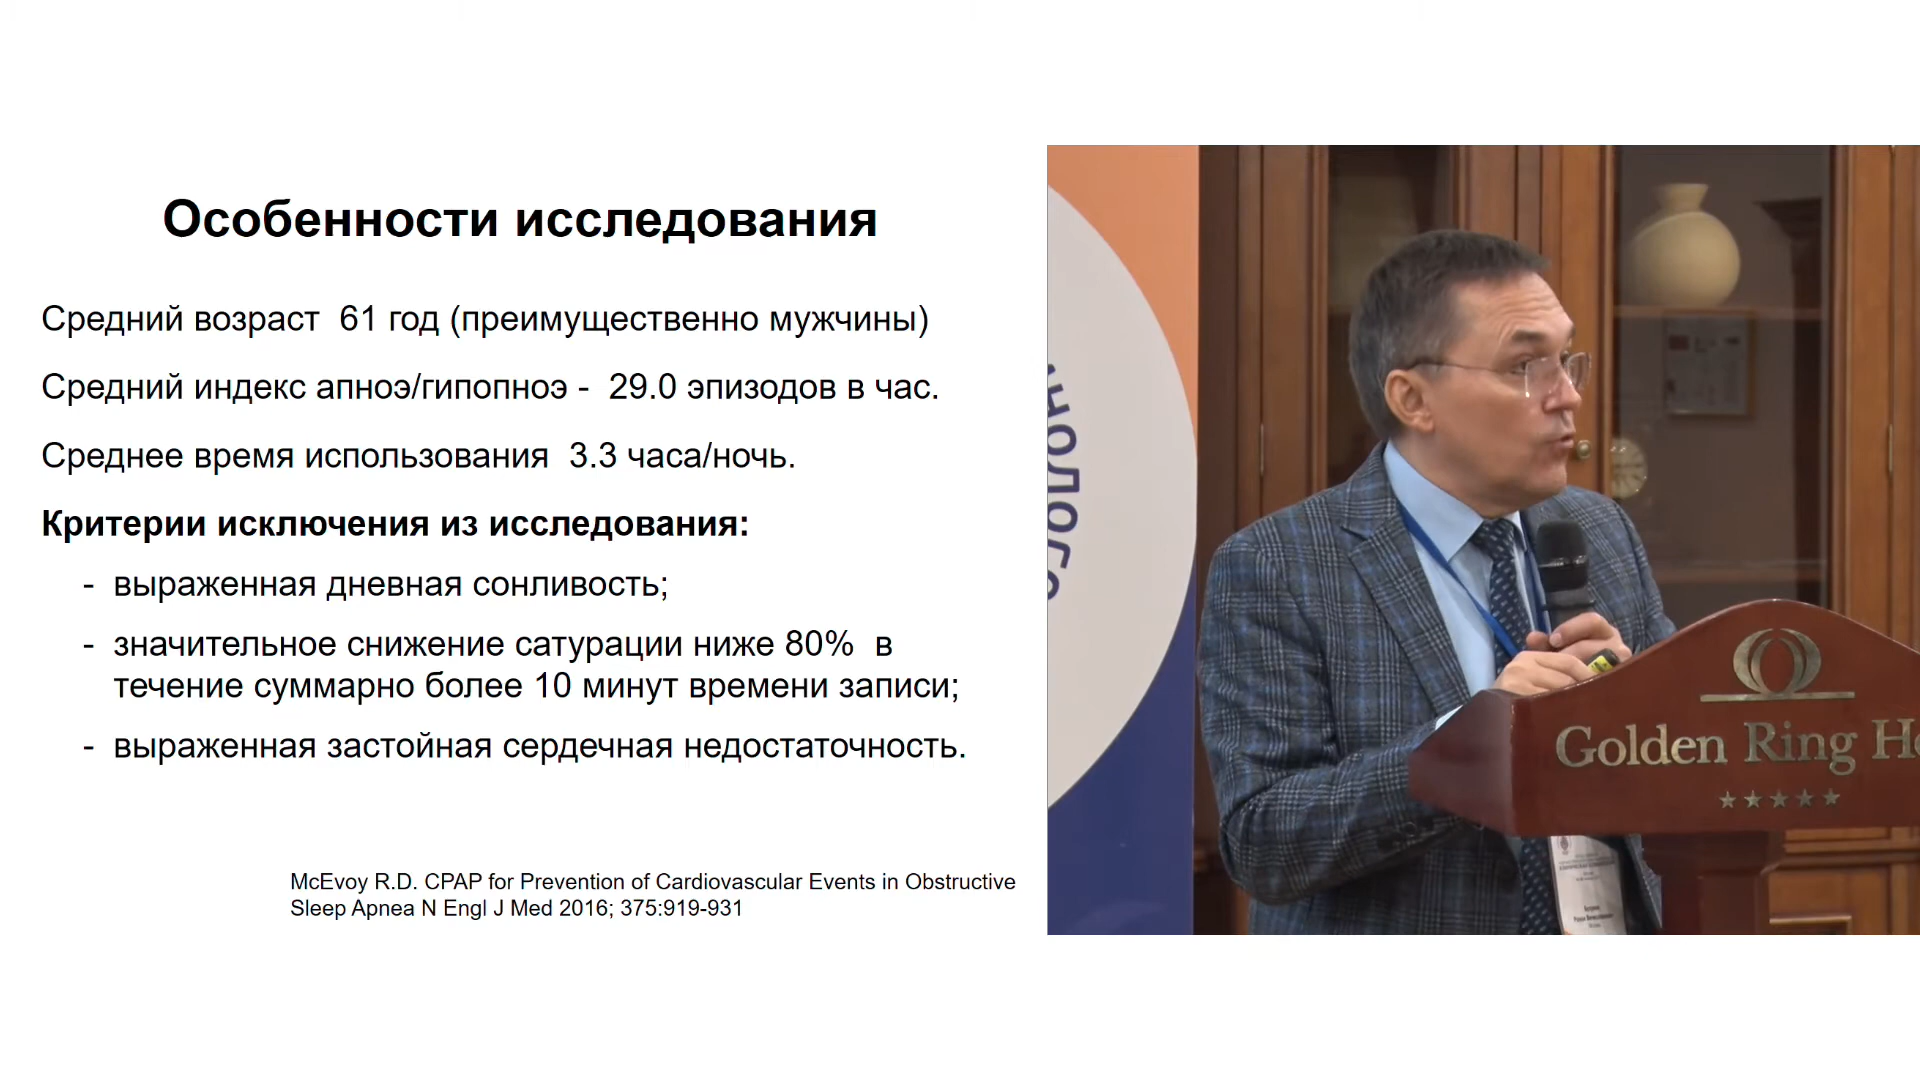 Особенности исследования
Средний возраст 61 год (преимущественно мужчины)
Средний индекс апноэ/гипопноэ - 29.0 эпизодов в час.
Среднее время использования 3.3 часа/ночь.
Критерии исключения из исследования:
- выраженная дневная сонливость;
- значительное снижение сатурации ниже 80% в
течение суммарно более 10 минут времени записи;
- выраженная застойная сердечная недостаточность.
McEvoy R.D. CPAP for Prevention of Cardiovascular Events in Obstructive
Sleep Apnea N Engl J Med 2016; 375:919-931
Golden Ring